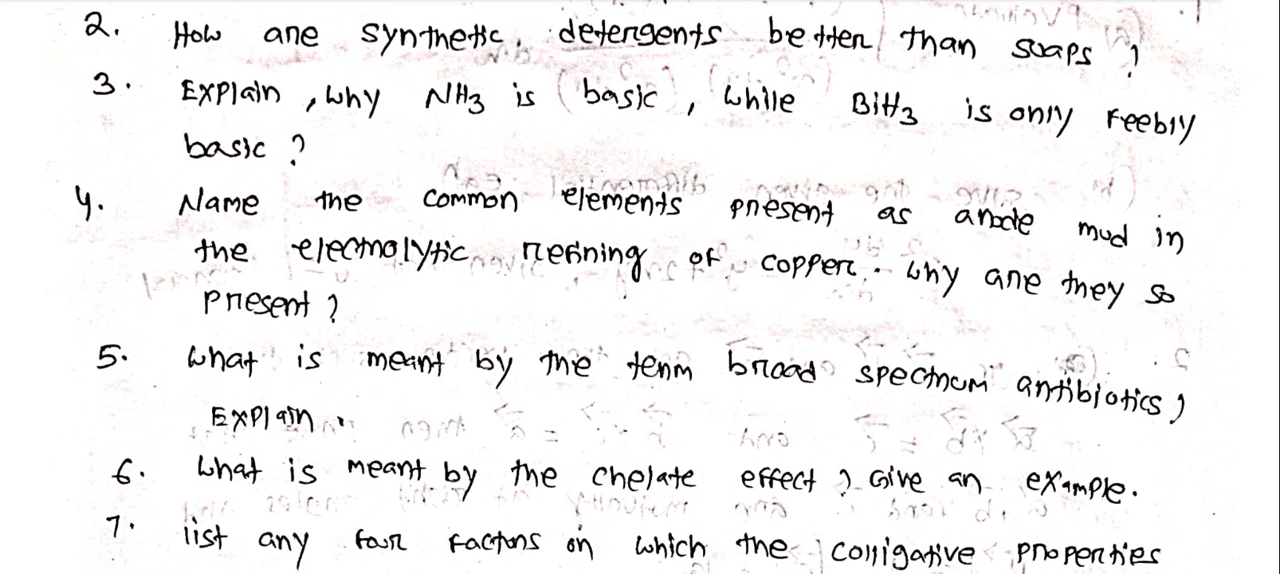 2. How are synthetic, detergents better than soaps ?
3. Explain, why NH3 is (basic, while BiH3 is only feebly
basic ?
4. Name the common elements present as anode mud in
the electrolytic refining of copper. why are they so
present ?
5. what is meant by the term broad spectrum antibiotics ?
Explain.
6. what is meant by the chelate effect ? Give an example.
7. list any four factors on which the colligative properties